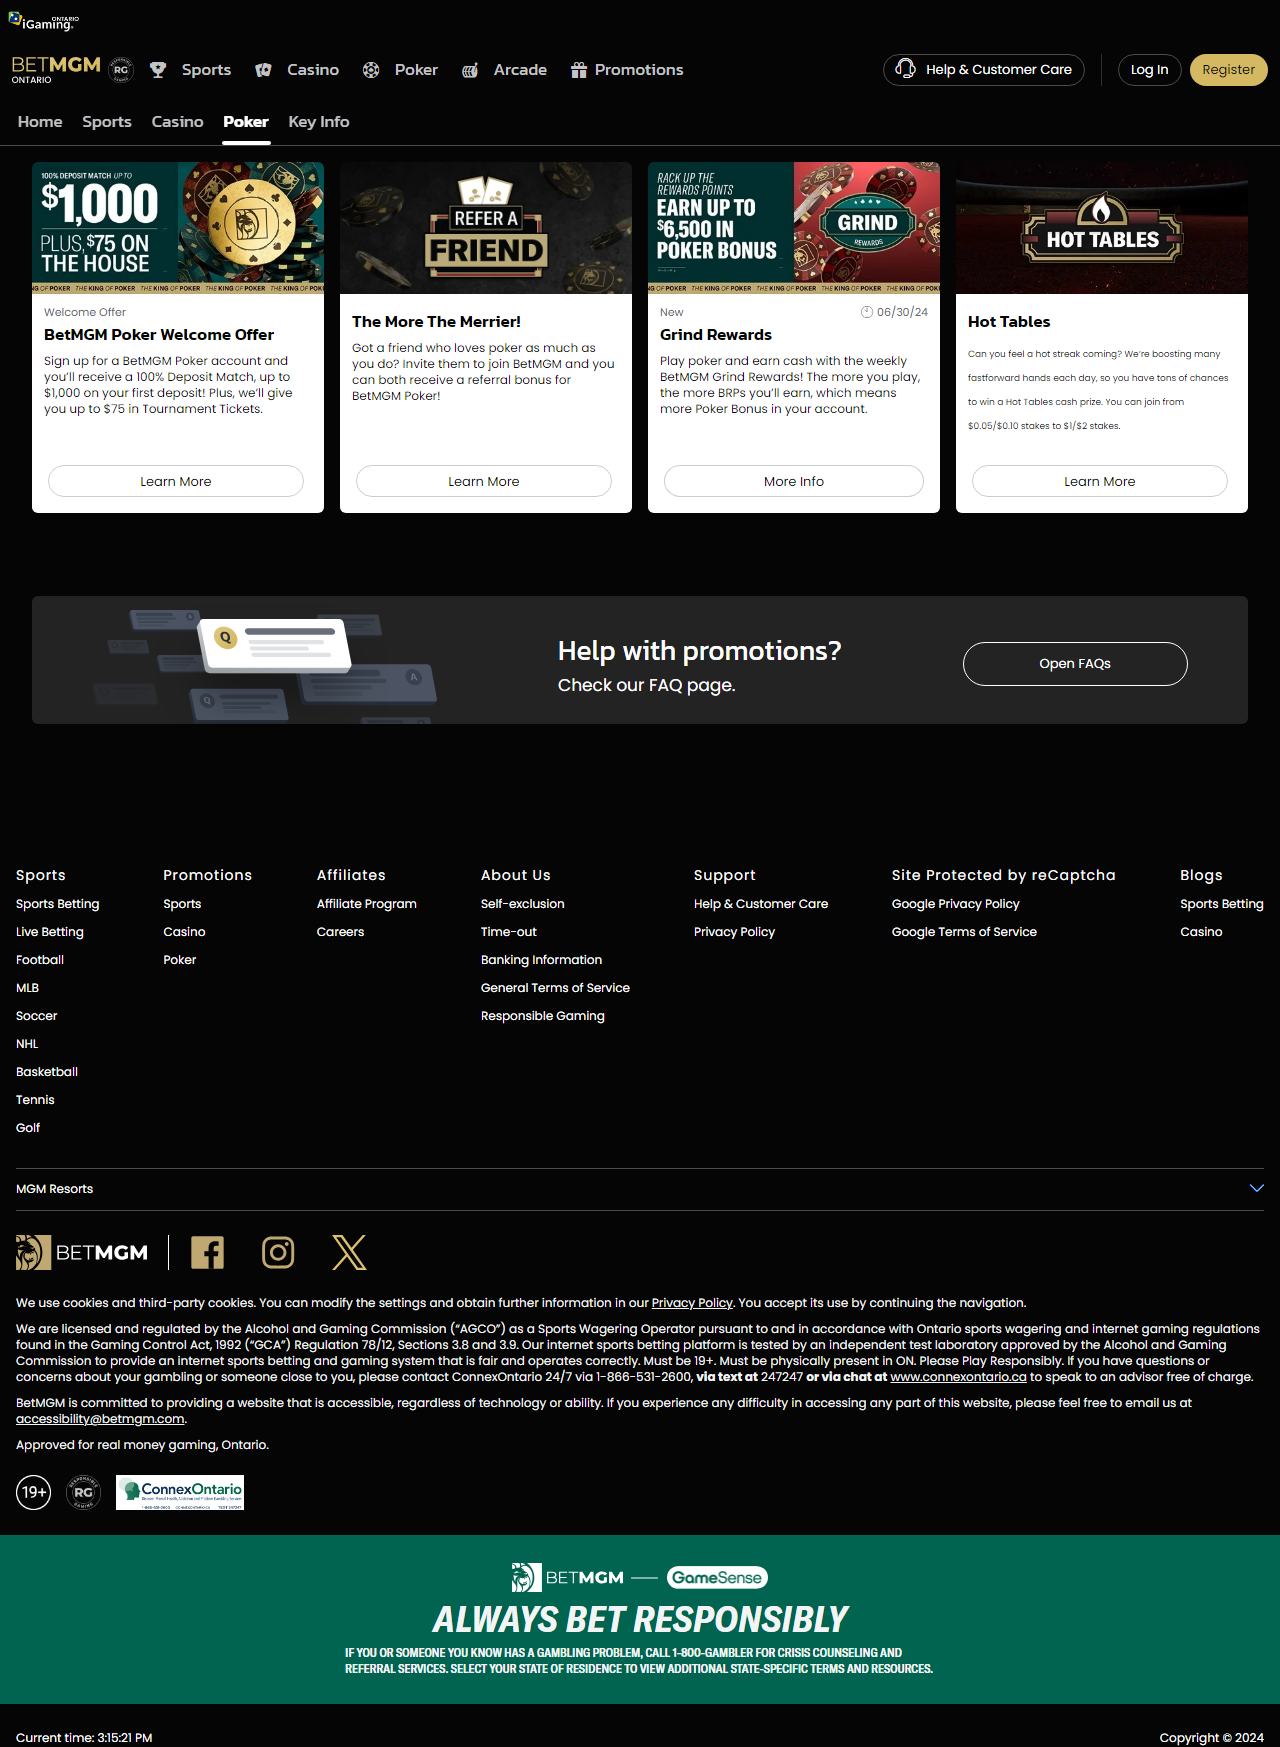 iGaming ONTARIO
BETMGM
ONTARIO
RG
Sports
Casino
Poker
Arcade
Promotions
Help & Customer Care
Log In
Register
Home
Sports
Casino
Poker
Key Info
100% DEPOSIT MATCH UP TO
$1,000
PLUS, $75 ON
THE HOUSE
THE KING OF POKER
REFER A
FRIEND
RACK UP THE
REWARDS POINTS
EARN UP TO
$6,500 IN
POKER BONUS
GRIND
REWARDS
THE KING OF POKER
HOT TABLES
Welcome Offer
BetMGM Poker Welcome Offer
Sign up for a BetMGM Poker account and
you'll receive a 100% Deposit Match, up to
$1,000 on your first deposit! Plus, we'll give
you up to $75 in Tournament Tickets.
Learn More
The More The Merrier!
Got a friend who loves poker as much as
you do? Invite them to join BetMGM and you
can both receive a referral bonus for
BetMGM Poker!
Learn More
New
06/30/24
Grind Rewards
Play poker and earn cash with the weekly
BetMGM Grind Rewards! The more you play,
the more BRPs you'll earn, which means
more Poker Bonus in your account.
More Info
Hot Tables
Can you feel a hot streak coming? We're boosting many
fastforward hands each day, so you have tons of chances
to win a Hot Tables cash prize. You can join from
$0.05/$0.10 stakes to $1/$2 stakes.
Learn More
Q
A
Q
Help with promotions?
Check our FAQ page.
Open FAQs
Sports
Sports Betting
Live Betting
Football
MLB
Soccer
NHL
Basketball
Tennis
Golf
Promotions
Sports
Casino
Poker
Affiliates
Affiliate Program
Careers
About Us
Self-exclusion
Time-out
Banking Information
General Terms of Service
Responsible Gaming
Support
Help & Customer Care
Privacy Policy
Site Protected by reCaptcha
Google Privacy Policy
Google Terms of Service
Blogs
Sports Betting
Casino
MGM Resorts
BETMGM
We use cookies and third-party cookies. You can modify the settings and obtain further information in our Privacy Policy. You accept its use by continuing the navigation.
We are licensed and regulated by the Alcohol and Gaming Commission (“AGCO”) as a Sports Wagering Operator pursuant to and in accordance with Ontario sports wagering and internet gaming regulations
found in the Gaming Control Act, 1992 (“GCA”) Regulation 78/12, Sections 3.8 and 3.9. Our internet sports betting platform is tested by an independent test laboratory approved by the Alcohol and Gaming
Commission to provide an internet sports betting and gaming system that is fair and operates correctly. Must be 19+. Must be physically present in ON. Please Play Responsibly. If you have questions or
concerns about your gambling or someone close to you, please contact ConnexOntario 24/7 via 1-866-531-2600, via text at 247247 or via chat at www.connexontario.ca to speak to an advisor free of charge.
BetMGM is committed to providing a website that is accessible, regardless of technology or ability. If you experience any difficulty in accessing any part of this website, please feel free to email us at
accessibility@betmgm.com.
Approved for real money gaming, Ontario.
19+
RESPONSIBLE RG GAMING
ConnexOntario
BETMGM
GameSense
ALWAYS BET RESPONSIBLY
IF YOU OR SOMEONE YOU KNOW HAS A GAMBLING PROBLEM, CALL 1-800-GAMBLER FOR CRISIS COUNSELING AND
REFERRAL SERVICES. SELECT YOUR STATE OF RESIDENCE TO VIEW ADDITIONAL STATE-SPECIFIC TERMS AND RESOURCES.
Current time: 3:15:21 PM
Copyright © 2024